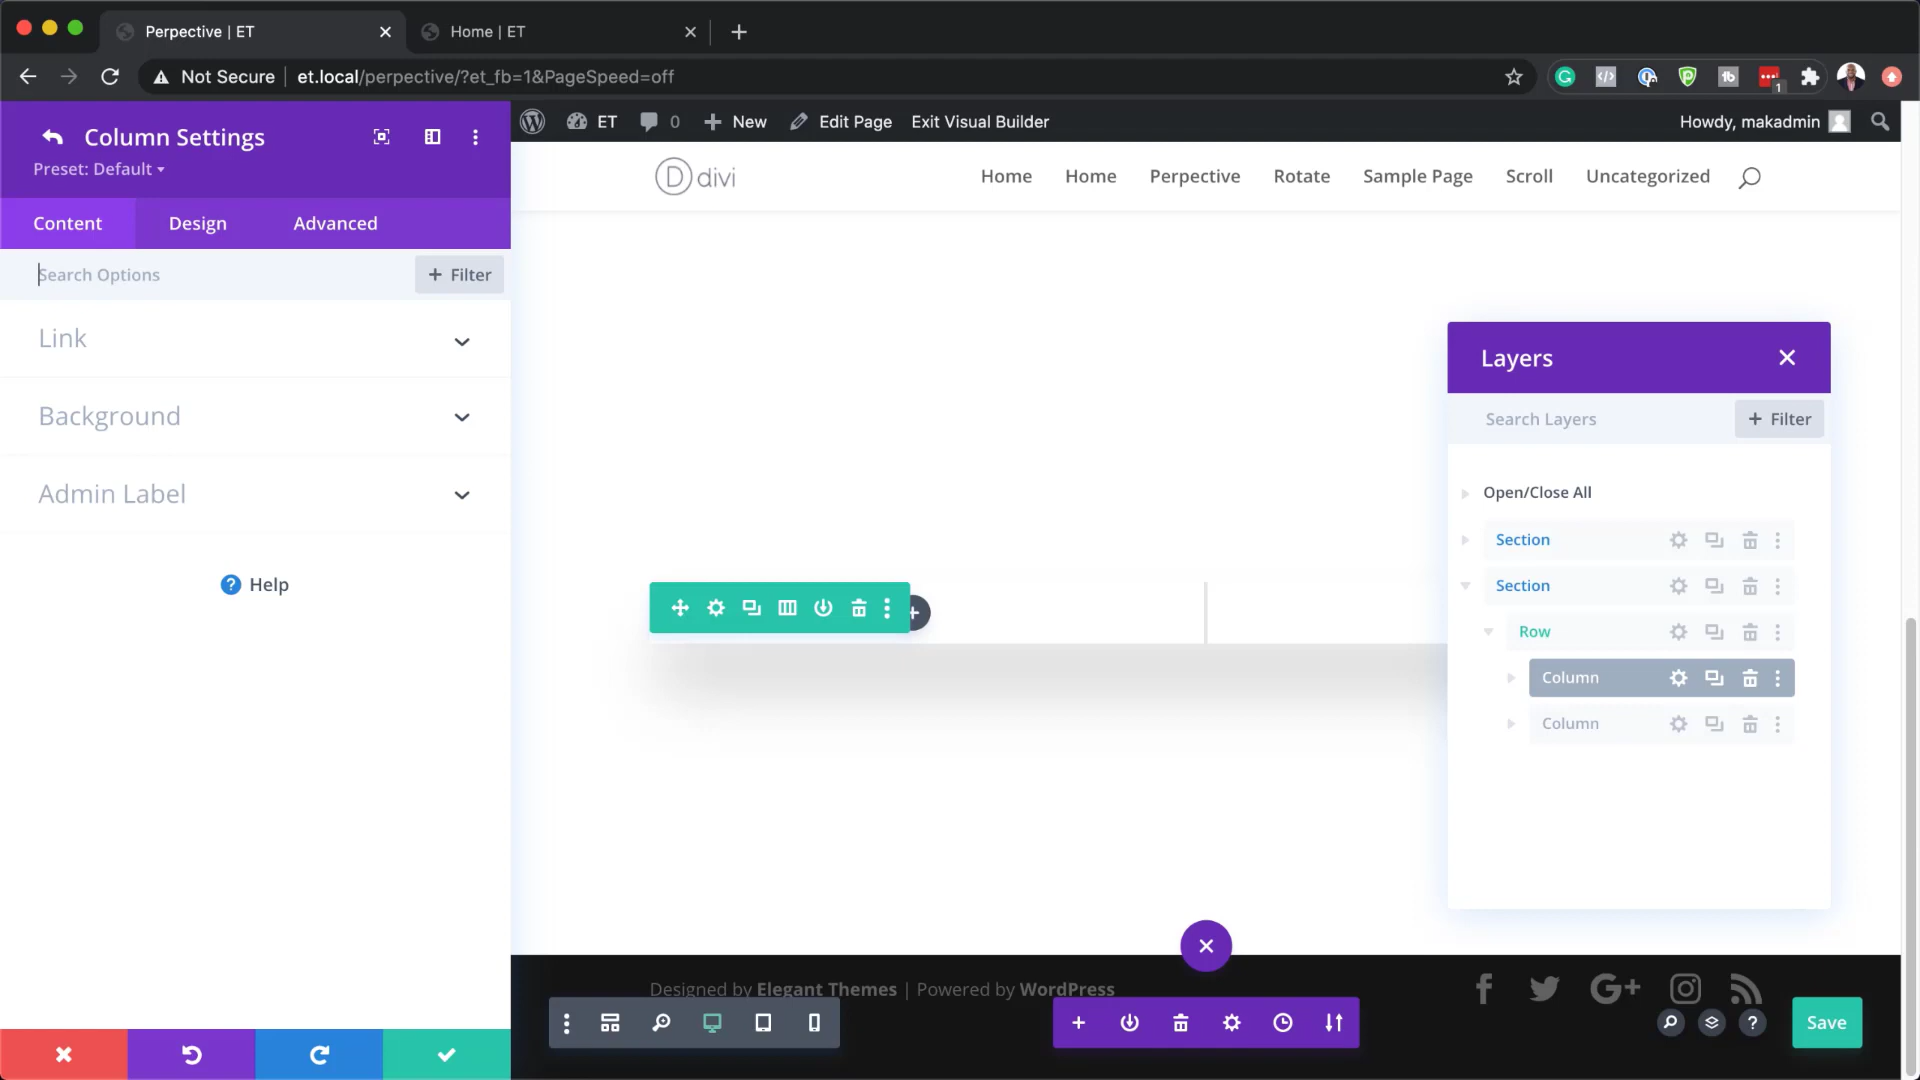 Perpective | ET
Home | ET
Not Secure
et.local/perpective/?et_fb=1&PageSpeed=off
1
Column Settings
Preset: Default
Content
Design
Advanced
Search Options
+ Filter
Link
Background
Admin Label
? Help
ET
0
New
Edit Page
Exit Visual Builder
Howdy, makadmin
D divi
Home
Home
Perpective
Rotate
Sample Page
Scroll
Uncategorized
Layers
Search Layers
+ Filter
Open/Close All
Section
Section
Row
Column
Column
Designed by Elegant Themes | Powered by WordPress
Save